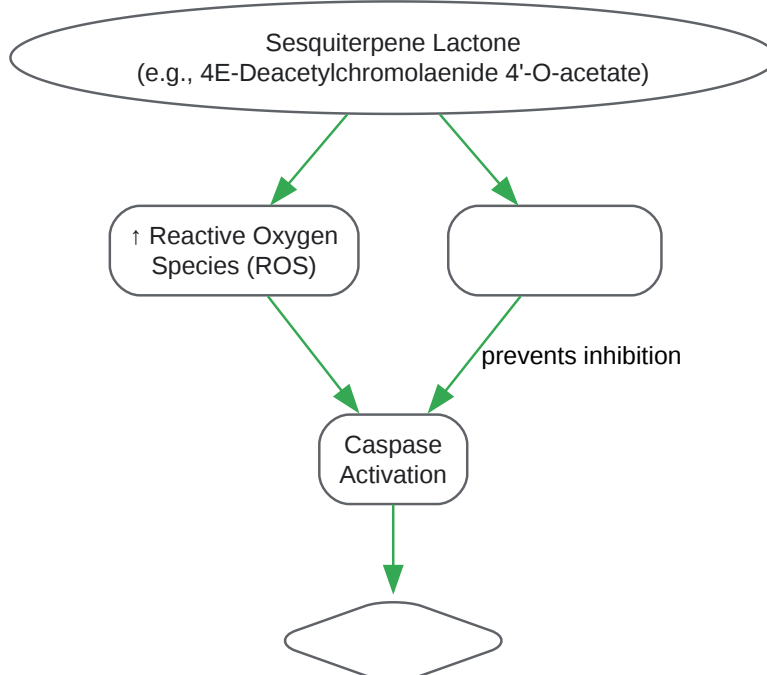 Sesquiterpene Lactone
(e.g., 4E-Deacetylchromolaenide 4'-O-acetate)
↑ Reactive Oxygen
Species (ROS)
prevents inhibition
Caspase
Activation